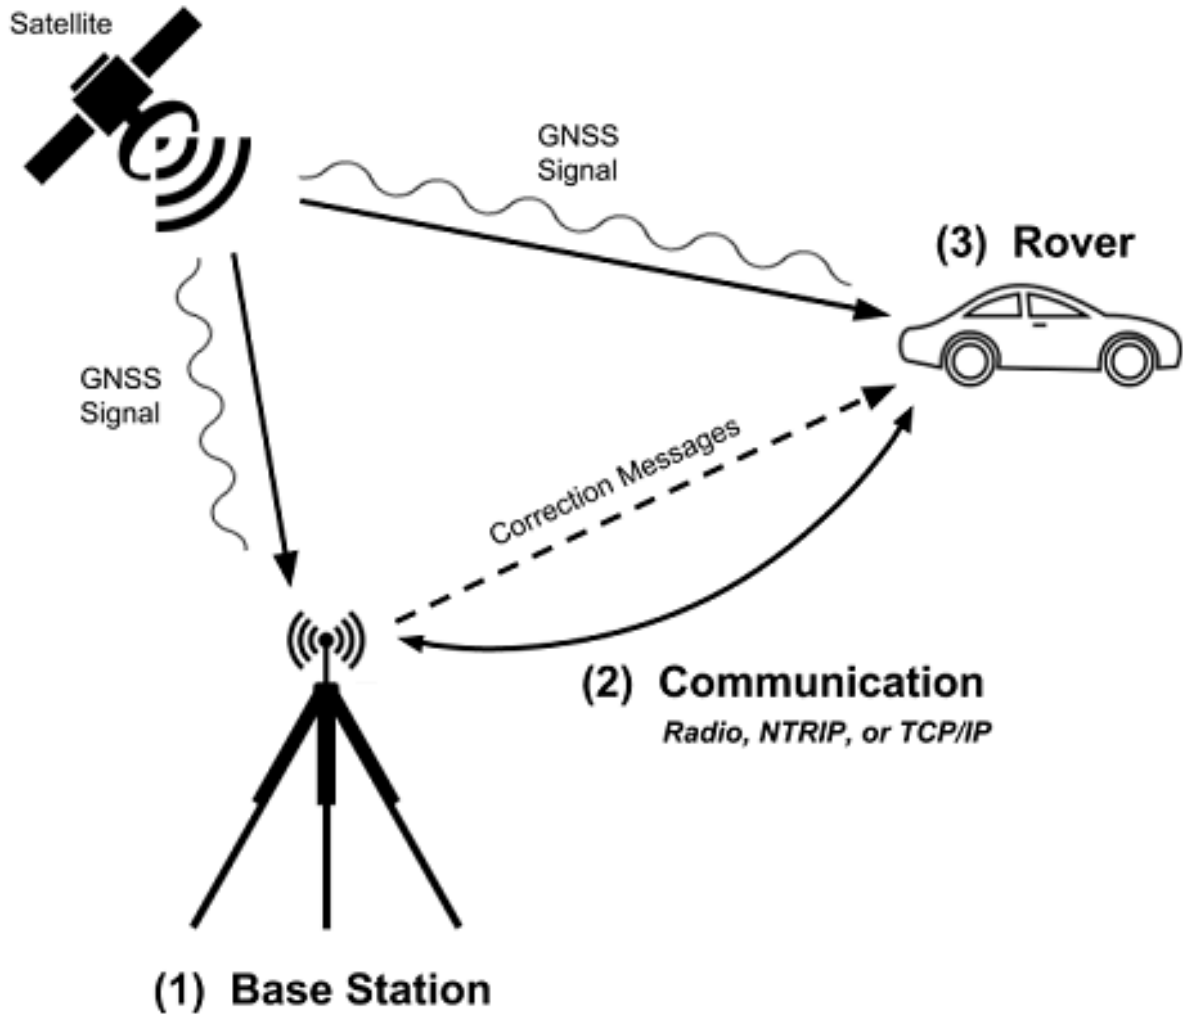 Satellite
GNSS
Signal
(3) Rover
GNSS
Signal
Correction Messages
(2) Communication
Radio, NTRIP, or TCP/IP
(1) Base Station